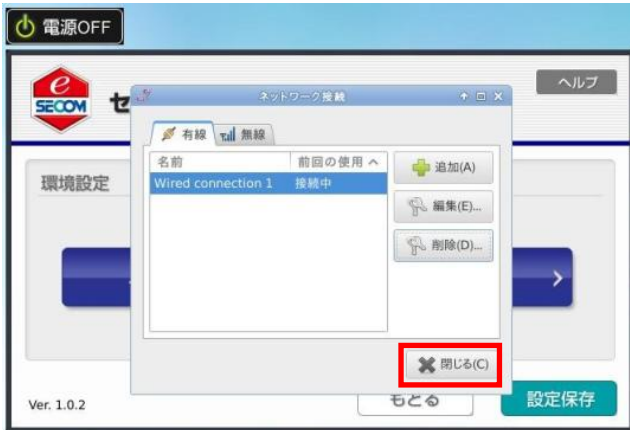 電源OFF
e
SECOM
セ
ヘルプ
ネットワーク接続
有線
無線
名前
前回の使用
Wired connection 1
接続中
追加(A)
編集(E)...
削除(D)...
環境設定
閉じる(C)
Ver. 1.0.2
もどる
設定保存